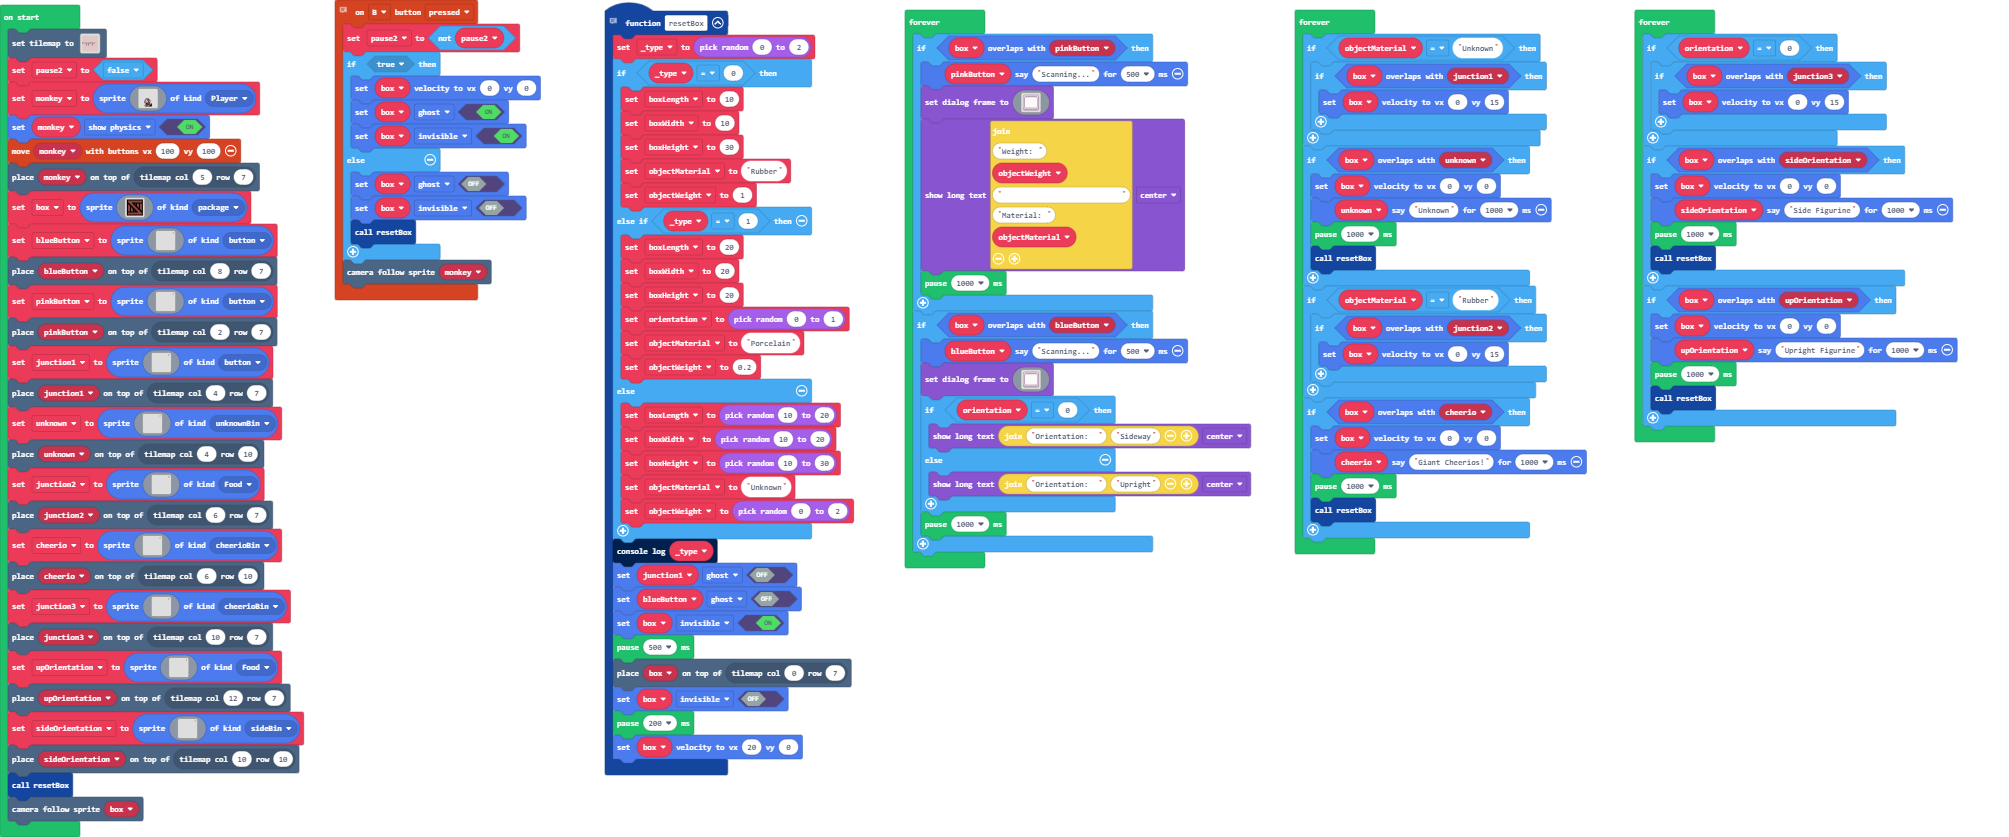 on start
set tilemap to
set pause2 to false
set monkey to sprite of kind Player
set monkey show physics ON
move monkey with buttons vx 100 vy 100
place monkey on top of tilemap col 5 row 7
set box to sprite of kind package
set blueButton to sprite of kind button
place blueButton on top of tilemap col 8 row 7
set pinkButton to sprite of kind button
place pinkButton on top of tilemap col 2 row 7
set junction1 to sprite of kind button
place junction1 on top of tilemap col 4 row 7
set unknown to sprite of kind unknownBin
place unknown on top of tilemap col 4 row 10
set junction2 to sprite of kind Food
place junction2 on top of tilemap col 6 row 7
set cheerio to sprite of kind cheerioBin
place cheerio on top of tilemap col 6 row 10
set junction3 to sprite of kind cheerioBin
place junction3 on top of tilemap col 10 row 7
set upOrientation to sprite of kind Food
place upOrientation on top of tilemap col 12 row 7
set sideOrientation to sprite of kind sideBin
place sideOrientation on top of tilemap col 10 row 10
call resetBox
camera follow sprite box
on B button pressed
set pause2 to not pause2
if true then
set box velocity to vx 0 vy 0
set box ghost ON
set box invisible ON
else
set box ghost OFF
set box invisible OFF
call resetBox
camera follow sprite monkey
function resetBox
set _type to pick random 0 to 2
if _type = 0 then
set boxLength to 10
set boxWidth to 10
set boxHeight to 30
set objectMaterial to "Rubber"
set objectWeight to 1
else if _type = 1 then
set boxLength to 20
set boxWidth to 20
set boxHeight to 20
set orientation to pick random 0 to 1
set objectMaterial to "Porcelain"
set objectWeight to 0.2
else
set boxLength to pick random 10 to 20
set boxWidth to pick random 10 to 20
set boxHeight to pick random 10 to 30
set objectMaterial to "Unknown"
set objectWeight to pick random 0 to 2
console log _type
set junction1 ghost OFF
set blueButton ghost OFF
set box invisible ON
pause 500 ms
place box on top of tilemap col 0 row 7
set box invisible OFF
pause 200 ms
set box velocity to vx 20 vy 0
forever
if box overlaps with pinkButton then
pinkButton say "Scanning..." for 500 ms
set dialog frame to
join
"Weight: "
objectWeight
show long text " " center
"Material: "
objectMaterial
pause 1000 ms
if box overlaps with blueButton then
blueButton say "Scanning..." for 500 ms
set dialog frame to
if orientation = 0 then
show long text join "Orientation: " "Sideway" center
else
show long text join "Orientation: " "Upright" center
pause 1000 ms
forever
if objectMaterial = "Unknown" then
if box overlaps with junction1 then
set box velocity to vx 0 vy 15
if box overlaps with unknown then
set box velocity to vx 0 vy 0
unknown say "Unknown" for 1000 ms
pause 1000 ms
call resetBox
if objectMaterial = "Rubber" then
if box overlaps with junction2 then
set box velocity to vx 0 vy 15
if box overlaps with cheerio then
set box velocity to vx 0 vy 0
cheerio say "Giant Cheerios!" for 1000 ms
pause 1000 ms
call resetBox
forever
if orientation = 0 then
if box overlaps with junction3 then
set box velocity to vx 0 vy 15
if box overlaps with sideOrientation then
set box velocity to vx 0 vy 0
sideOrientation say "Side Figurine" for 1000 ms
pause 1000 ms
call resetBox
if box overlaps with upOrientation then
set box velocity to vx 0 vy 0
upOrientation say "Upright Figurine" for 1000 ms
pause 1000 ms
call resetBox